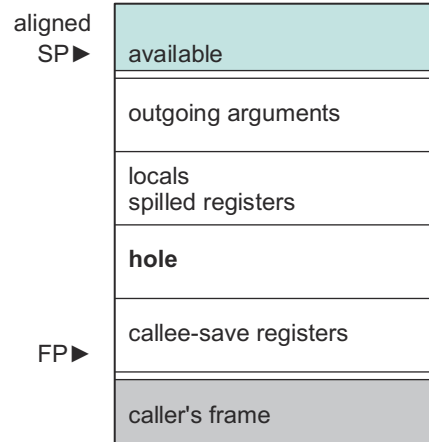 aligned
SP► available
outgoing arguments
locals
spilled registers
hole
callee-save registers
FP►
caller's frame